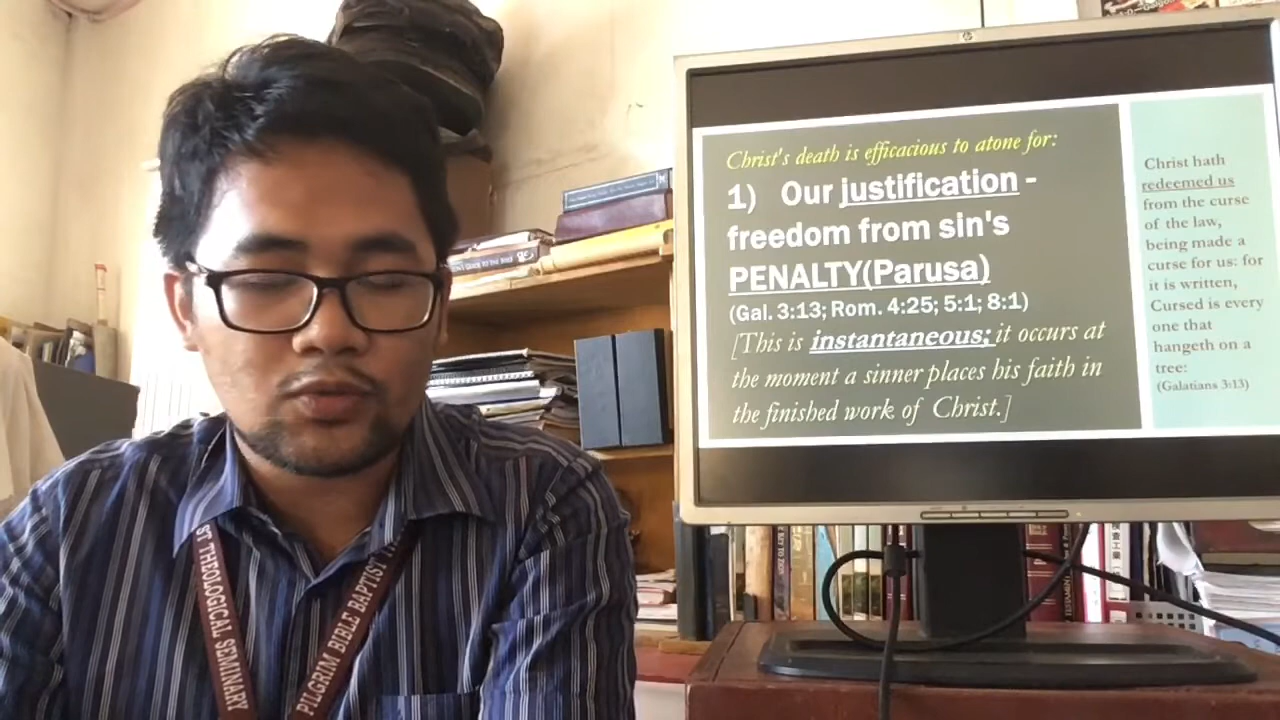 Christ's death is efficacious to atone for:
1) Our justification -
freedom from sin's
PENALTY(Parusa)
(Gal. 3:13; Rom. 4:25; 5:1; 8:1)
[This is instantaneous; it occurs at
the moment a sinner places his faith in
the finished work of Christ.]
Christ hath
redeemed us
from the curse
of the law,
being made a
curse for us: for
it is written,
Cursed is every
one that
hangeth on a
tree:
(Galatians 3:13)
ST THEOLOGICAL SEMINARY
PILGRIM BIBLE BAPTIST